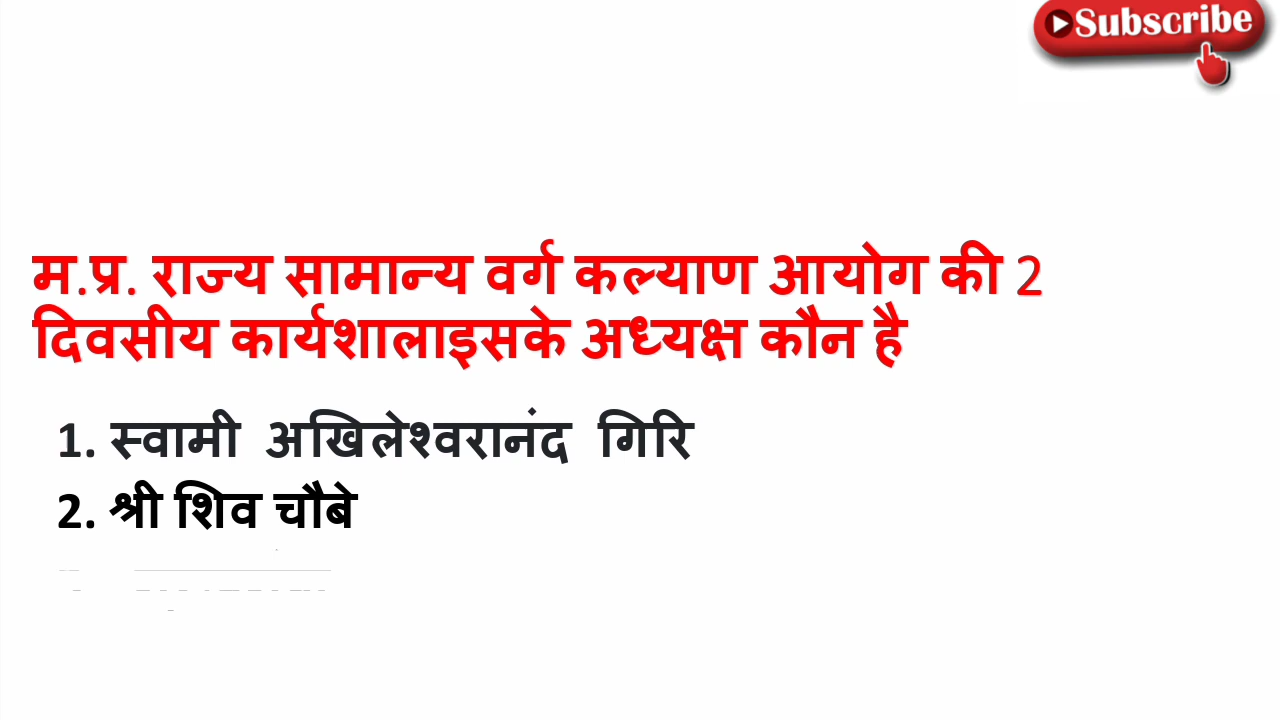 Subscribe
म.प्र. राज्य सामान्य वर्ग कल्याण आयोग की 2
दिवसीय कार्यशालाइसके अध्यक्ष कौन है
1. स्वामी अखिलेश्वरानंद गिरि
2. श्री शिव चौबे